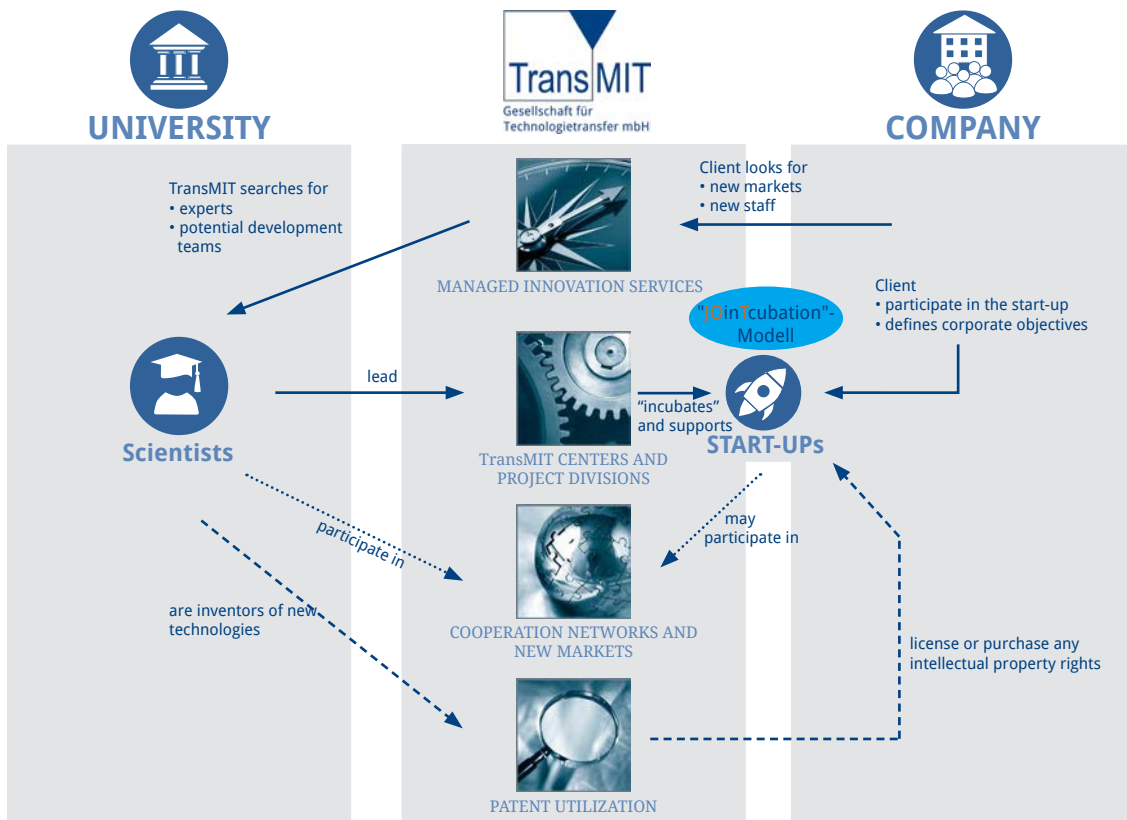 UNIVERSITY
Trans MIT
Gesellschaft für
Technologietransfer mbH
COMPANY
TransMIT searches for
• experts
• potential development
teams
Client looks for
• new markets
• new staff
MANAGED INNOVATION SERVICES
"JOinTcubation"-
Modell
Client
• participate in the start-up
• defines corporate objectives
Scientists
lead
TransMIT CENTERS AND
PROJECT DIVISIONS
“incubates”
and supports
START-UPs
participate in
may
participate in
COOPERATION NETWORKS AND
NEW MARKETS
are inventors of new
technologies
license or purchase any
intellectual property rights
PATENT UTILIZATION